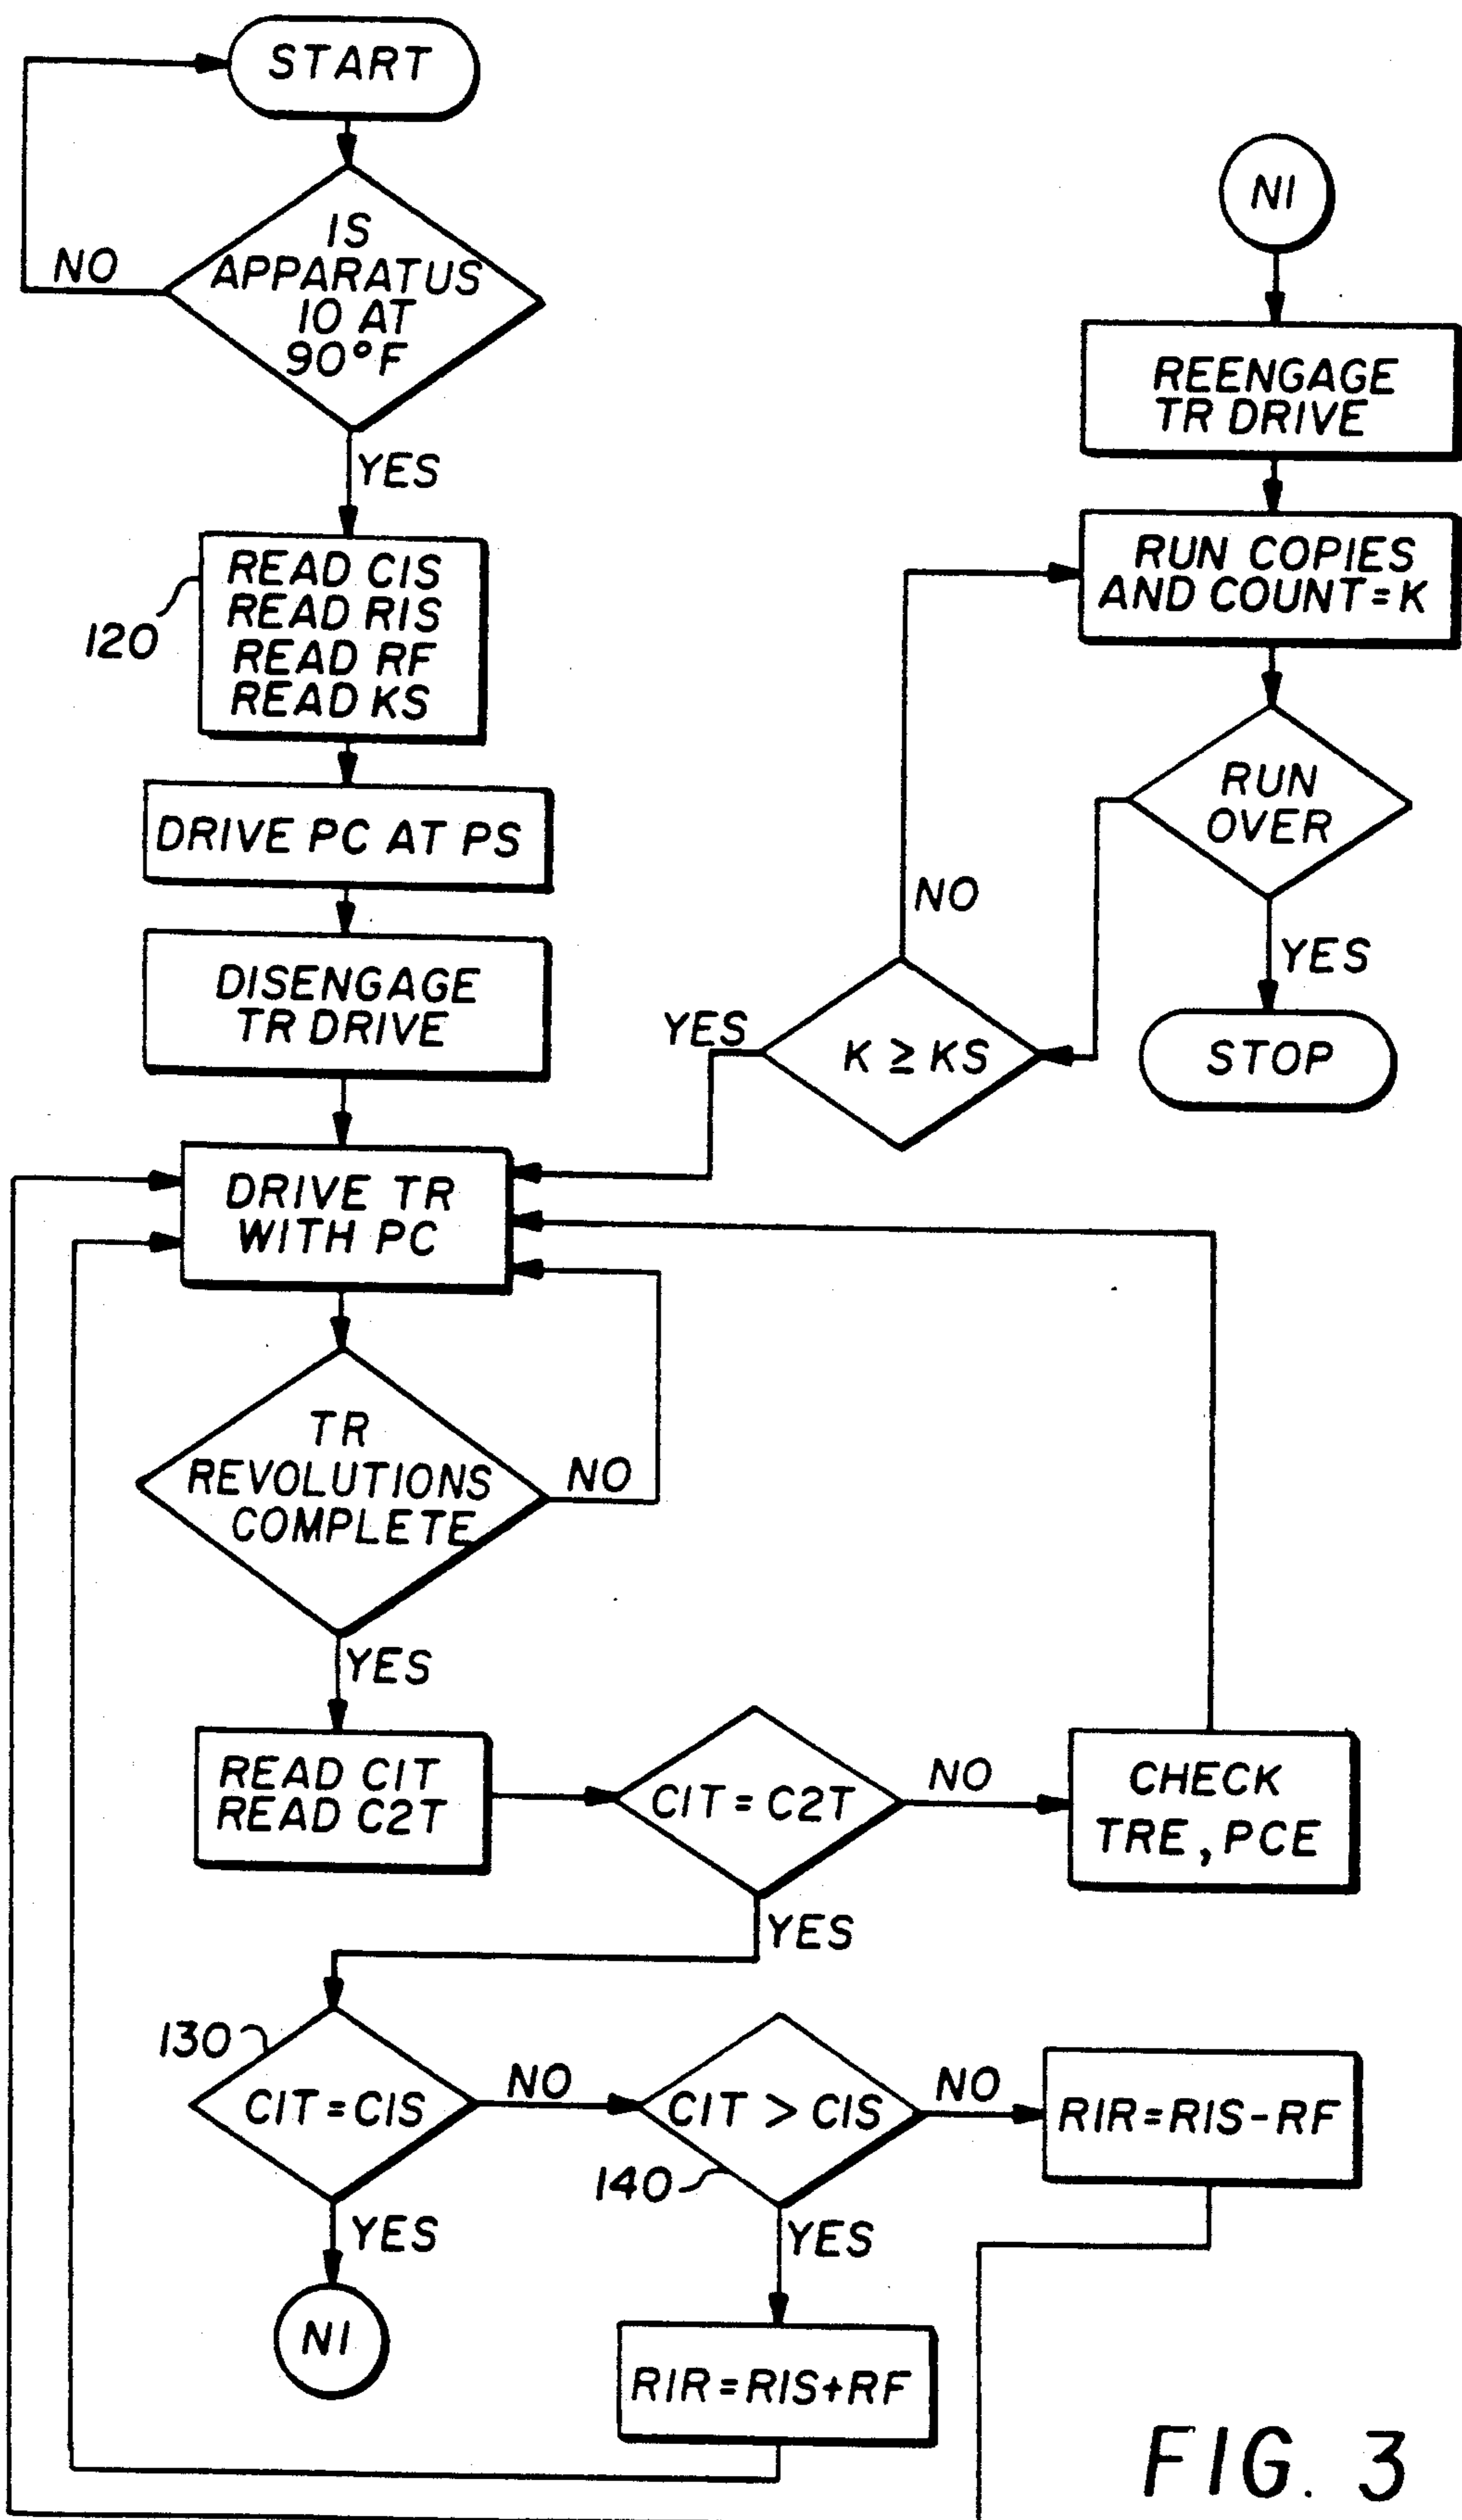 START
IS
APPARATUS
10 AT
90°F
NO
YES
120
READ CIS
READ RIS
READ RF
READ KS
DRIVE PC AT PS
DISENGAGE
TR DRIVE
DRIVE TR
WITH PC
TR
REVOLUTIONS
COMPLETE
NO
YES
READ CIT
READ C2T
CIT = C2T
NO
CHECK
TRE, PCE
YES
130
CIT = CIS
NO
YES
NI
CIT > CIS
140
NO
RIR = RIS - RF
YES
RIR = RIS + RF
NI
REENGAGE
TR DRIVE
RUN COPIES
AND COUNT = K
RUN
OVER
YES
STOP
K ≥ KS
NO
YES
FIG. 3